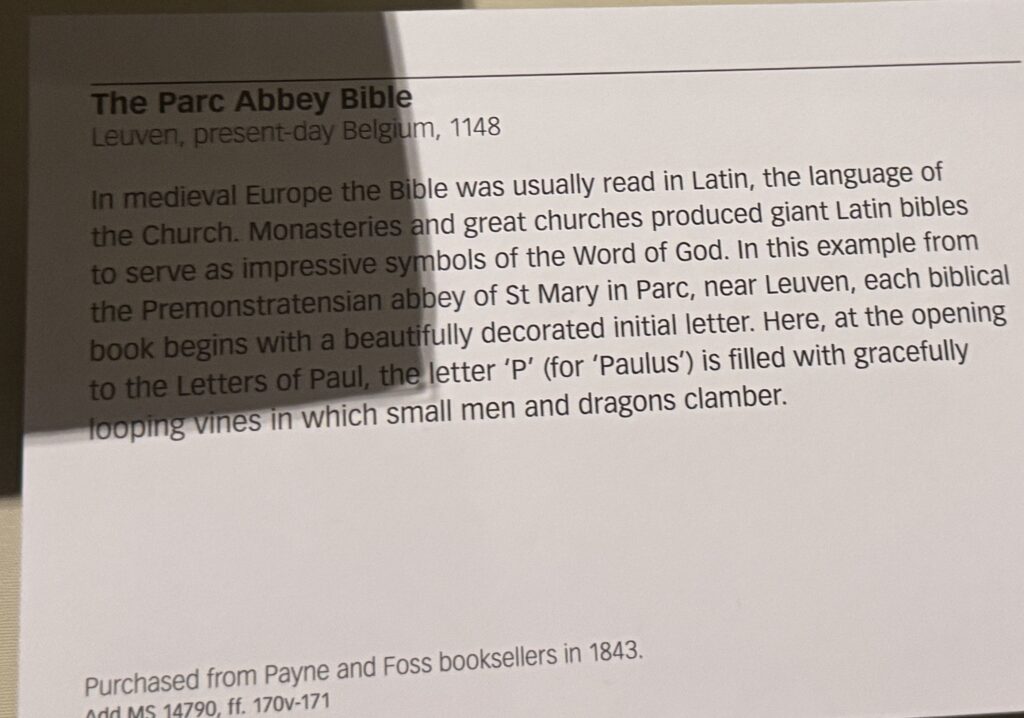 The Parc Abbey Bible
Leuven, present-day Belgium, 1148
In medieval Europe the Bible was usually read in Latin, the language of
the Church. Monasteries and great churches produced giant Latin bibles
to serve as impressive symbols of the Word of God. In this example from
the Premonstratensian abbey of St Mary in Parc, near Leuven, each biblical
book begins with a beautifully decorated initial letter. Here, at the opening
to the Letters of Paul, the letter ‘P’ (for ‘Paulus’) is filled with gracefully
looping vines in which small men and dragons clamber.
Purchased from Payne and Foss booksellers in 1843.
Add MS 14790, ff. 170v-171